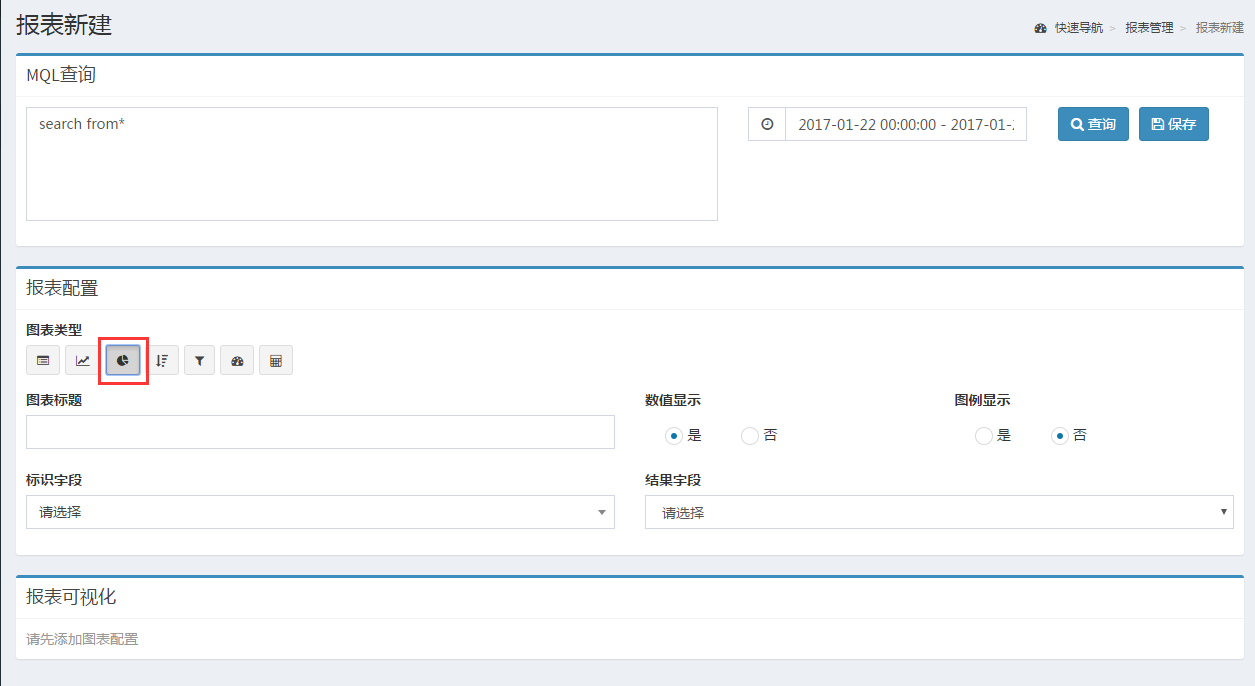 报表新建
快速导航 > 报表管理 > 报表新建
MQL查询
search from*
2017-01-22 00:00:00 - 2017-01-
查询
保存
报表配置
图表类型
图表标题
数值显示
图例显示
是 否
是 否
标识字段
结果字段
请选择
请选择
报表可视化
请先添加图表配置